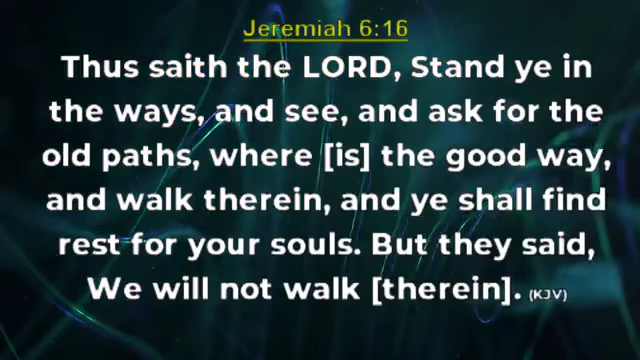 Jeremiah 6:16
Thus saith the LORD, Stand ye in
the ways, and see, and ask for the
old paths, where [is] the good way,
and walk therein, and ye shall find
rest for your souls. But they said,
We will not walk [therein]. (KJV)